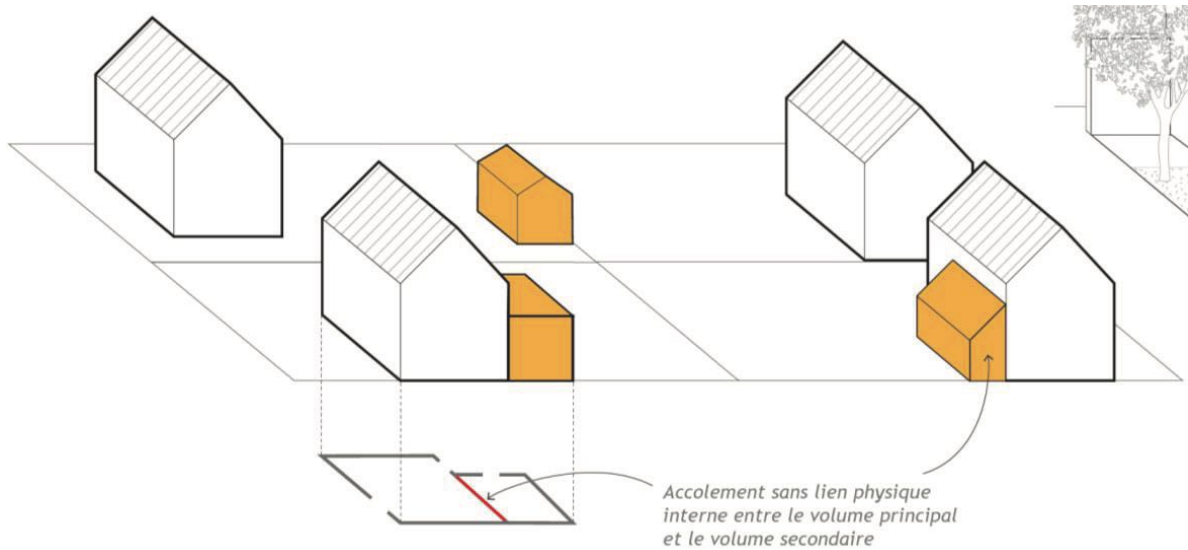 Accolement sans lien physique
interne entre le volume principal
et le volume secondaire